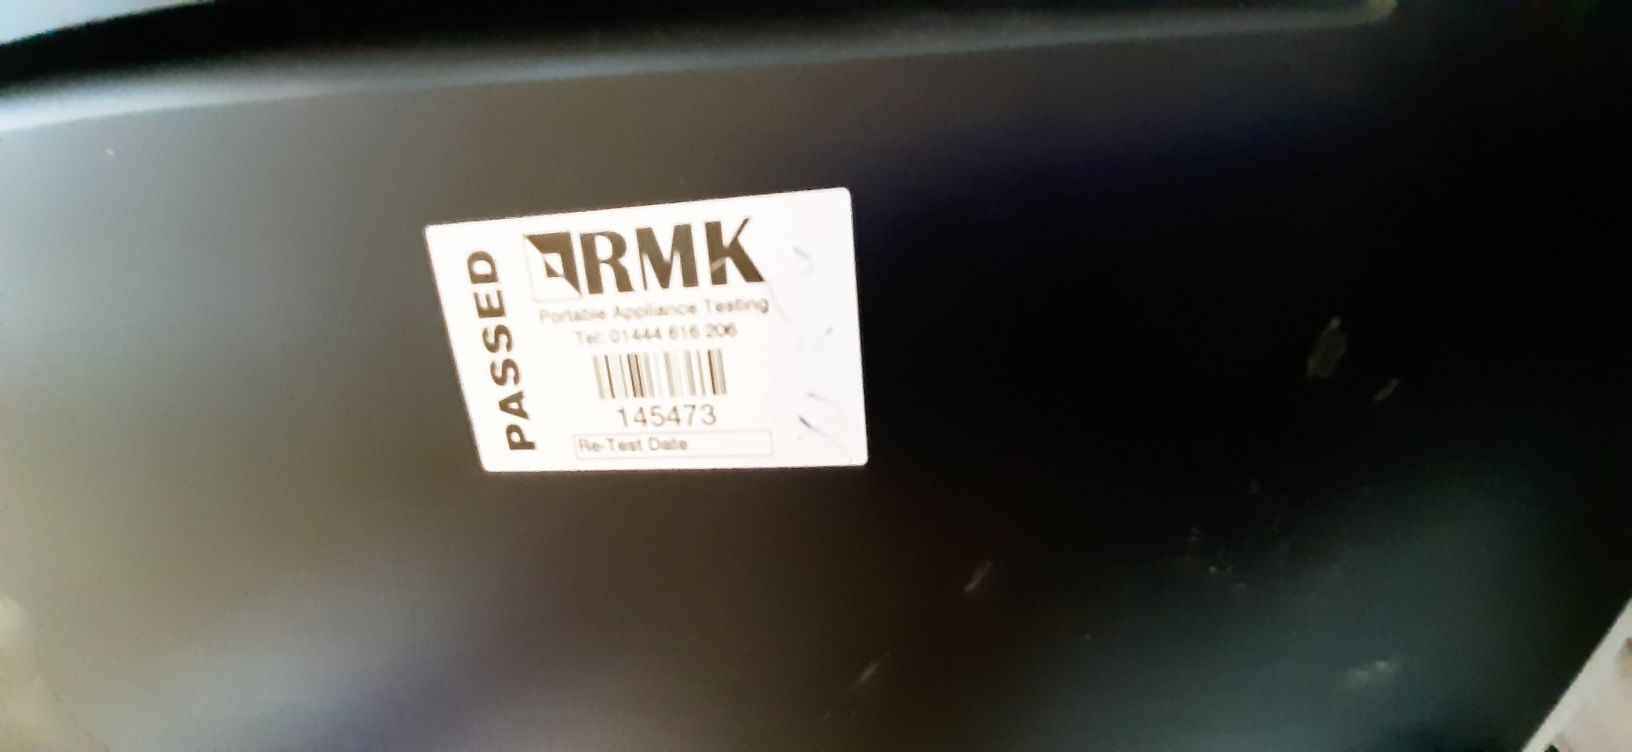 PASSED
RMK
Portable Appliance Testing
Tel: 01444 616 206
145473
Re-Test Date